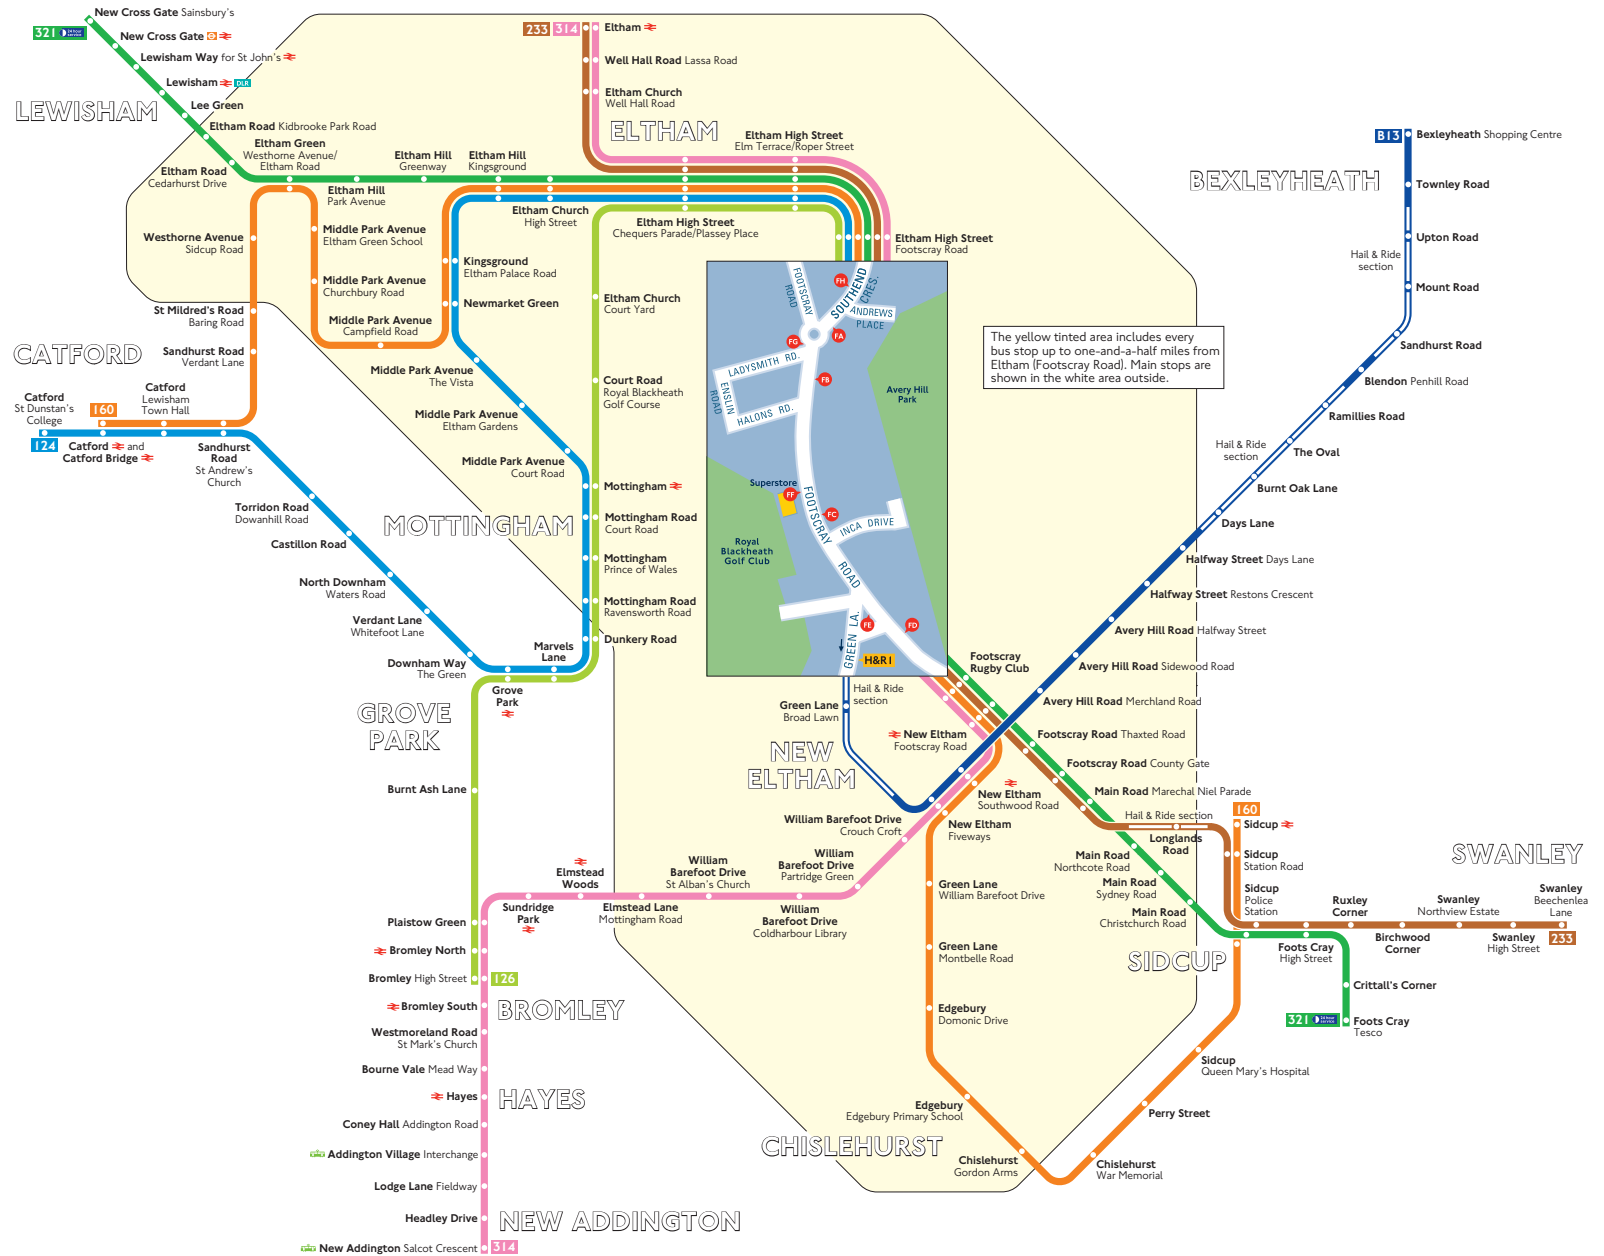 New Cross Gate Sainsbury's
321 24 hour service
New Cross Gate
Lewisham Way for St John's
Lewisham DLR
Lee Green
LEWISHAM
Eltham Road Kidbrooke Park Road
Eltham Green
Westhorne Avenue/
Eltham Road
Eltham Road
Cedarhurst Drive
Eltham Hill
Greenway
Eltham Hill
Kingsground
Eltham Hill
Park Avenue
Eltham Church
High Street
233 314 Eltham
Well Hall Road Lassa Road
Eltham Church
Well Hall Road
ELTHAM
Eltham High Street
Elm Terrace/Roper Street
Eltham High Street
Chequers Parade/Plassey Place
Eltham High Street
Footscray Road
Westhorne Avenue
Sidcup Road
Middle Park Avenue
Eltham Green School
Middle Park Avenue
Churchbury Road
Middle Park Avenue
Campfield Road
Kingsground
Eltham Palace Road
Newmarket Green
St Mildred's Road
Baring Road
Sandhurst Road
Verdant Lane
CATFORD
Catford
Lewisham
Town Hall
Catford
St Dunstan's
College
160
124
Catford and
Catford Bridge
Sandhurst
Road
St Andrew's
Church
Torridon Road
Dowanhill Road
Castillon Road
North Downham
Waters Road
Verdant Lane
Whitefoot Lane
Downham Way
The Green
Grove
Park
Marvels
Lane
Middle Park Avenue
The Vista
Middle Park Avenue
Eltham Gardens
Middle Park Avenue
Court Road
MOTTINGHAM
Eltham Church
Court Yard
Court Road
Royal Blackheath
Golf Course
Mottingham
Mottingham Road
Court Road
Mottingham
Prince of Wales
Mottingham Road
Ravensworth Road
Dunkery Road
GROVE
PARK
Burnt Ash Lane
Plaistow Green
Bromley North
Bromley High Street
126
Bromley South
BROMLEY
Westmoreland Road
St Mark's Church
Bourne Vale Mead Way
Hayes
HAYES
Coney Hall Addington Road
Addington Village Interchange
Lodge Lane Fieldway
Headley Drive
NEW ADDINGTON
New Addington Salcot Crescent
314
Sundridge
Park
Elmstead
Woods
Elmstead Lane
Mottingham Road
William
Barefoot Drive
St Alban's Church
William
Barefoot Drive
Coldharbour Library
William
Barefoot Drive
Partridge Green
William Barefoot Drive
Crouch Croft
FOOTSCRAY
ROAD
SOUTHEND
CRES.
ANDREWS
PLACE
FH
FA
FG
FB
LADYSMITH RD.
ENSLIN
ROAD
HALONS RD.
Avery Hill
Park
Superstore
FF
FC
FOOTSCRAY
ROAD
INCA DRIVE
Royal
Blackheath
Golf Club
FE
FD
GREEN LA.
H&R1
Hail & Ride
section
Green Lane
Broad Lawn
NEW
ELTHAM
New Eltham
Footscray Road
Footscray
Rugby Club
New Eltham
Southwood Road
New Eltham
Fiveways
Green Lane
William Barefoot Drive
Green Lane
Montbelle Road
Edgebury
Domonic Drive
Edgebury
Edgebury Primary School
CHISLEHURST
Chislehurst
Gordon Arms
Chislehurst
War Memorial
Perry Street
Sidcup
Queen Mary's Hospital
The yellow tinted area includes every
bus stop up to one-and-a-half miles from
Eltham (Footscray Road). Main stops are
shown in the white area outside.
B13
Bexleyheath Shopping Centre
BEXLEYHEATH
Townley Road
Upton Road
Hail & Ride
section
Mount Road
Sandhurst Road
Blendon Penhill Road
Ramillies Road
Hail & Ride
section
The Oval
Burnt Oak Lane
Days Lane
Halfway Street Days Lane
Halfway Street Restons Crescent
Avery Hill Road Halfway Street
Avery Hill Road Sidewood Road
Avery Hill Road Merchland Road
Footscray Road Thaxted Road
Footscray Road County Gate
Main Road Marechal Niel Parade
Hail & Ride section
Longlands
Road
Main Road
Northcote Road
Main Road
Sydney Road
Main Road
Christchurch Road
SIDCUP
160
Sidcup
Sidcup
Station Road
Sidcup
Police
Station
Foots Cray
High Street
Ruxley
Corner
Birchwood
Corner
Swanley
Northview Estate
Swanley
High Street
Swanley
Beechenlea
Lane
233
SWANLEY
Crittall's Corner
321 24 hour service
Foots Cray
Tesco